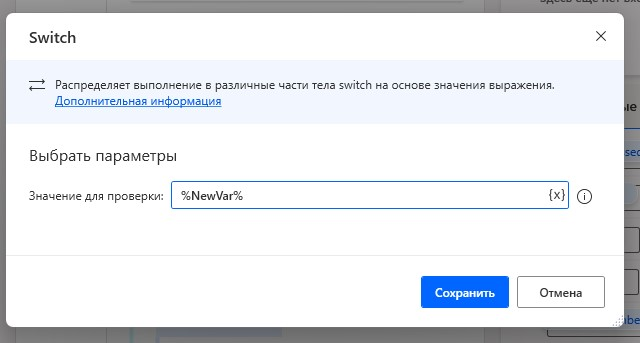 Switch
Распределяет выполнение в различные части тела switch на основе значения выражения.
Дополнительная информация
Выбрать параметры
Значение для проверки:
%NewVar%
{x}
Сохранить
Отмена